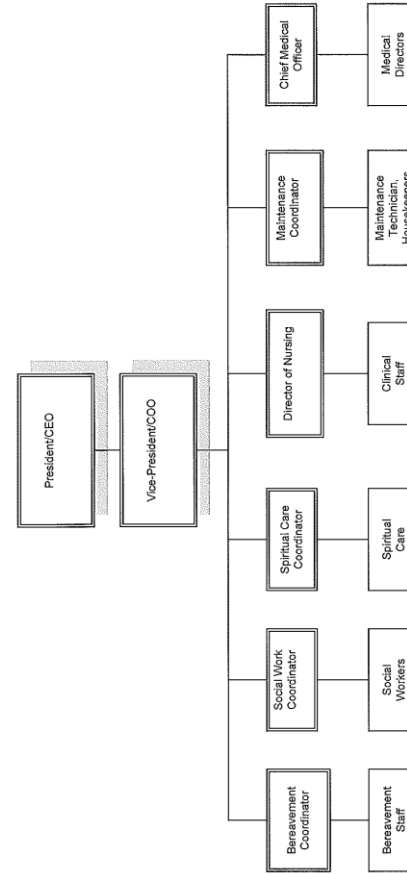 President/CEO
Vice-President/COO
Bereavement
Coordinator
Social Work
Coordinator
Spiritual Care
Coordinator
Director of Nursing
Maintenance
Coordinator
Chief Medical
Officer
Bereavement
Staff
Social
Workers
Spiritual
Care
Clinical
Staff
Maintenance
Technician,
Housekeepers
Medical
Directors